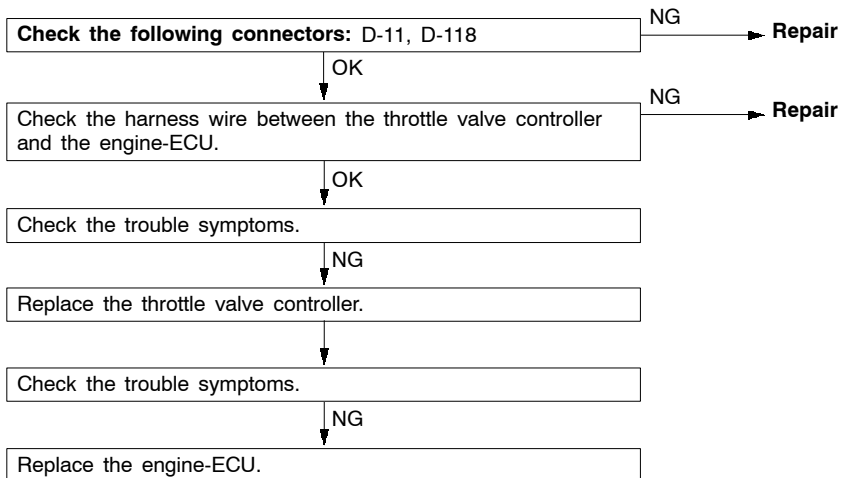 Check the following connectors: D-11, D-118
NG
Repair
OK
Check the harness wire between the throttle valve controller
and the engine-ECU.
NG
Repair
OK
Check the trouble symptoms.
NG
Replace the throttle valve controller.
Check the trouble symptoms.
NG
Replace the engine-ECU.